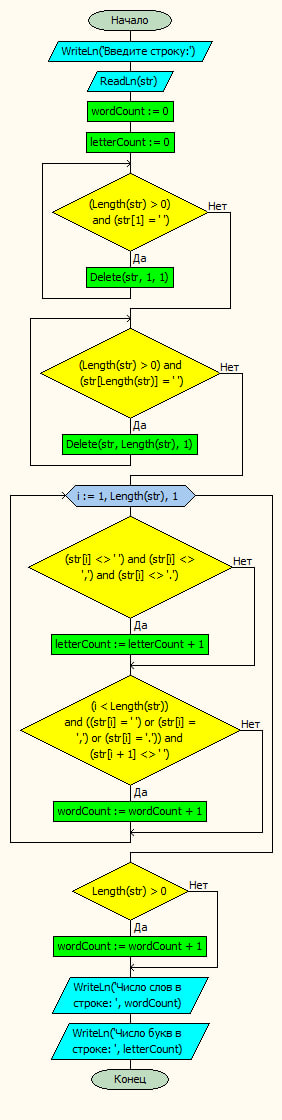 Начало
WriteLn('Введите строку:')
ReadLn(str)
wordCount := 0
letterCount := 0
(Length(str) > 0)
and (str[1] = ' ')
Нет
Да
Delete(str, 1, 1)
(Length(str) > 0) and
(str[Length(str)] = ' ')
Нет
Да
Delete(str, Length(str), 1)
i := 1, Length(str), 1
(str[i] <> ' ') and (str[i] <>
',') and (str[i] <> '.')
Нет
Да
letterCount := letterCount + 1
(i < Length(str))
and ((str[i] = ' ') or (str[i] =
',') or (str[i] = '.')) and
(str[i + 1] <> ' ')
Нет
Да
wordCount := wordCount + 1
Length(str) > 0
Нет
Да
wordCount := wordCount + 1
WriteLn('Число слов в
строке: ', wordCount)
WriteLn('Число букв в
строке: ', letterCount)
Конец